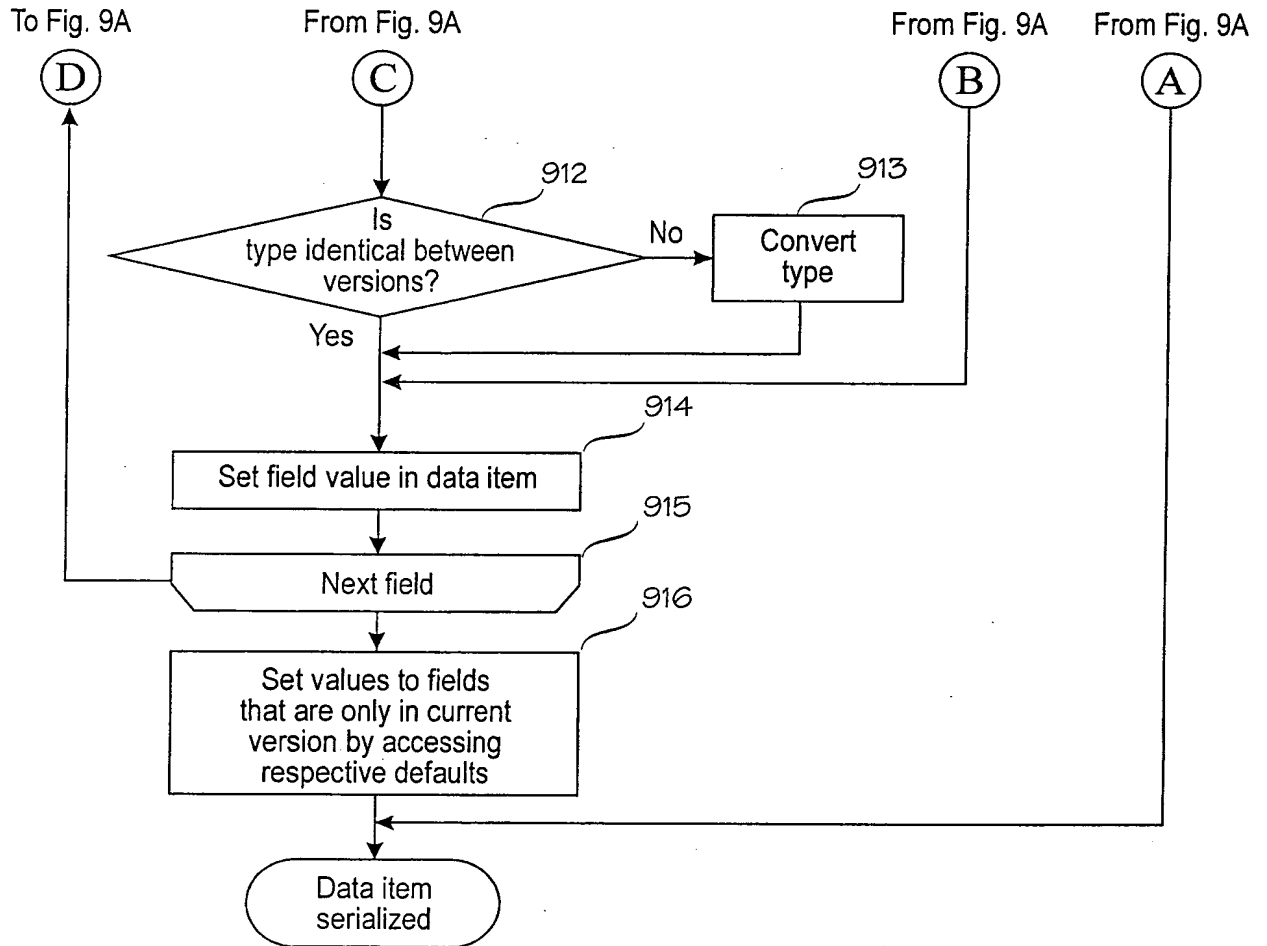 To Fig. 9A
From Fig. 9A
From Fig. 9A
From Fig. 9A
D
C
B
A
912
Is
type identical between
versions?
No
913
Convert
type
Yes
914
Set field value in data item
915
Next field
916
Set values to fields
that are only in current
version by accessing
respective defaults
Data item
serialized